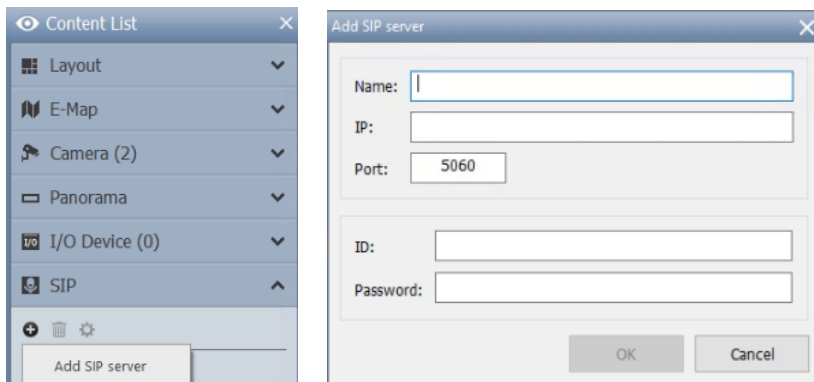 Content List
Layout
E-Map
Camera (2)
Panorama
I/O I/O Device (0)
SIP
Add SIP server
Add SIP server
Name:
IP:
Port: 5060
ID:
Password:
OK Cancel